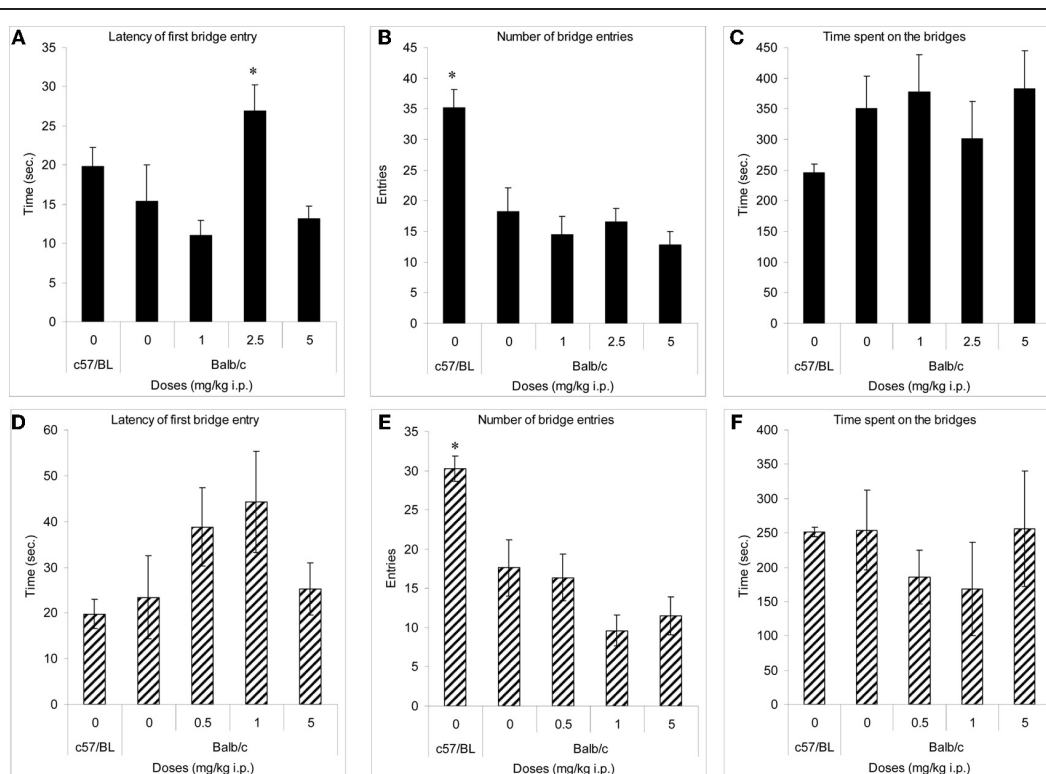 A
Latency of first bridge entry
35
30
25
20
15
10
5
0
Time (sec.)
*
0 0 1 2.5 5
c57/BL Balb/c
Doses (mg/kg i.p.)
B
Number of bridge entries
45
40
35
30
25
20
15
10
5
0
Entries
*
0 0 1 2.5 5
c57/BL Balb/c
Doses (mg/kg i.p.)
C
Time spent on the bridges
450
400
350
300
250
200
150
100
50
0
Time (sec.)
0 0 1 2.5 5
c57/BL Balb/c
Doses (mg/kg i.p.)
D
Latency of first bridge entry
60
50
40
30
20
10
0
Time (sec.)
0 0 0.5 1 5
c57/BL Balb/c
Doses (mg/kg i.p.)
E
Number of bridge entries
35
30
25
20
15
10
5
0
Entries
*
0 0 0.5 1 5
c57/BL Balb/c
Doses (mg/kg i.p.)
F
Time spent on the bridges
400
350
300
250
200
150
100
50
0
Time (sec.)
0 0 0.5 1 5
c57/BL Balb/c
Doses (mg/kg i.p.)